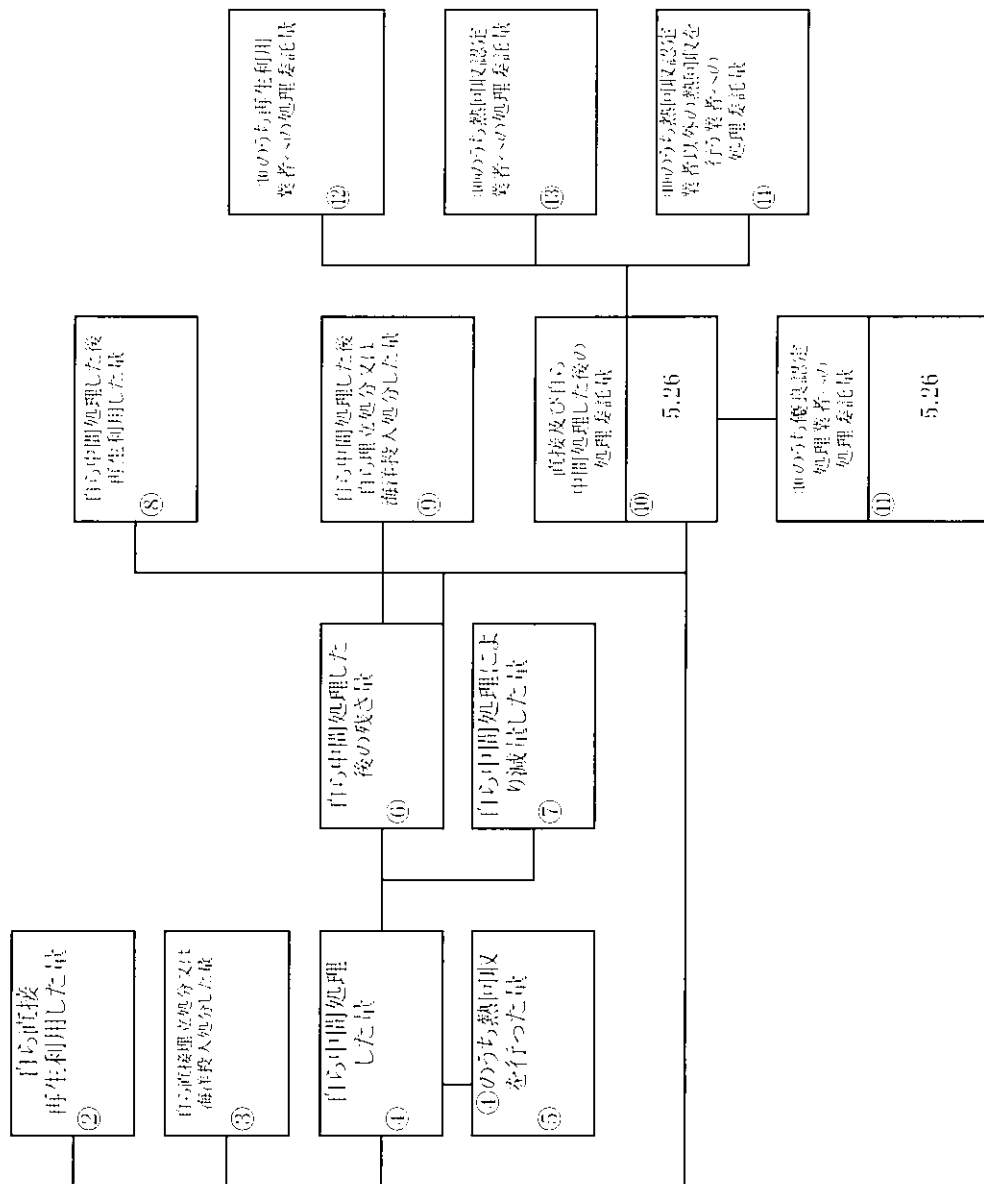 自ら直接
再生利用した量
②
自ら直接埋立処分又は
海洋投入処分した量
③
自ら中間処理
した量
④
④のうち熱回収
を行った量
⑤
自ら中間処理した
後の残さ量
⑥
自ら中間処理によ
り減量した量
⑦
自ら中間処理した後
再生利用した量
⑧
自ら中間処理した後
自ら埋立処分又は
海洋投入処分した量
⑨
直接及び自ら
中間処理した後の
処理委託量
⑩
5.26
⑩のうち優良認定
処理業者への
処理委託量
⑪
5.26
⑩のうち再生利用
業者への処理委託量
⑫
⑩のうち熱回収認定
業者への処理委託量
⑬
⑩のうち熱回収認定
業者以外の熱回収を
行う業者への
処理委託量
⑭